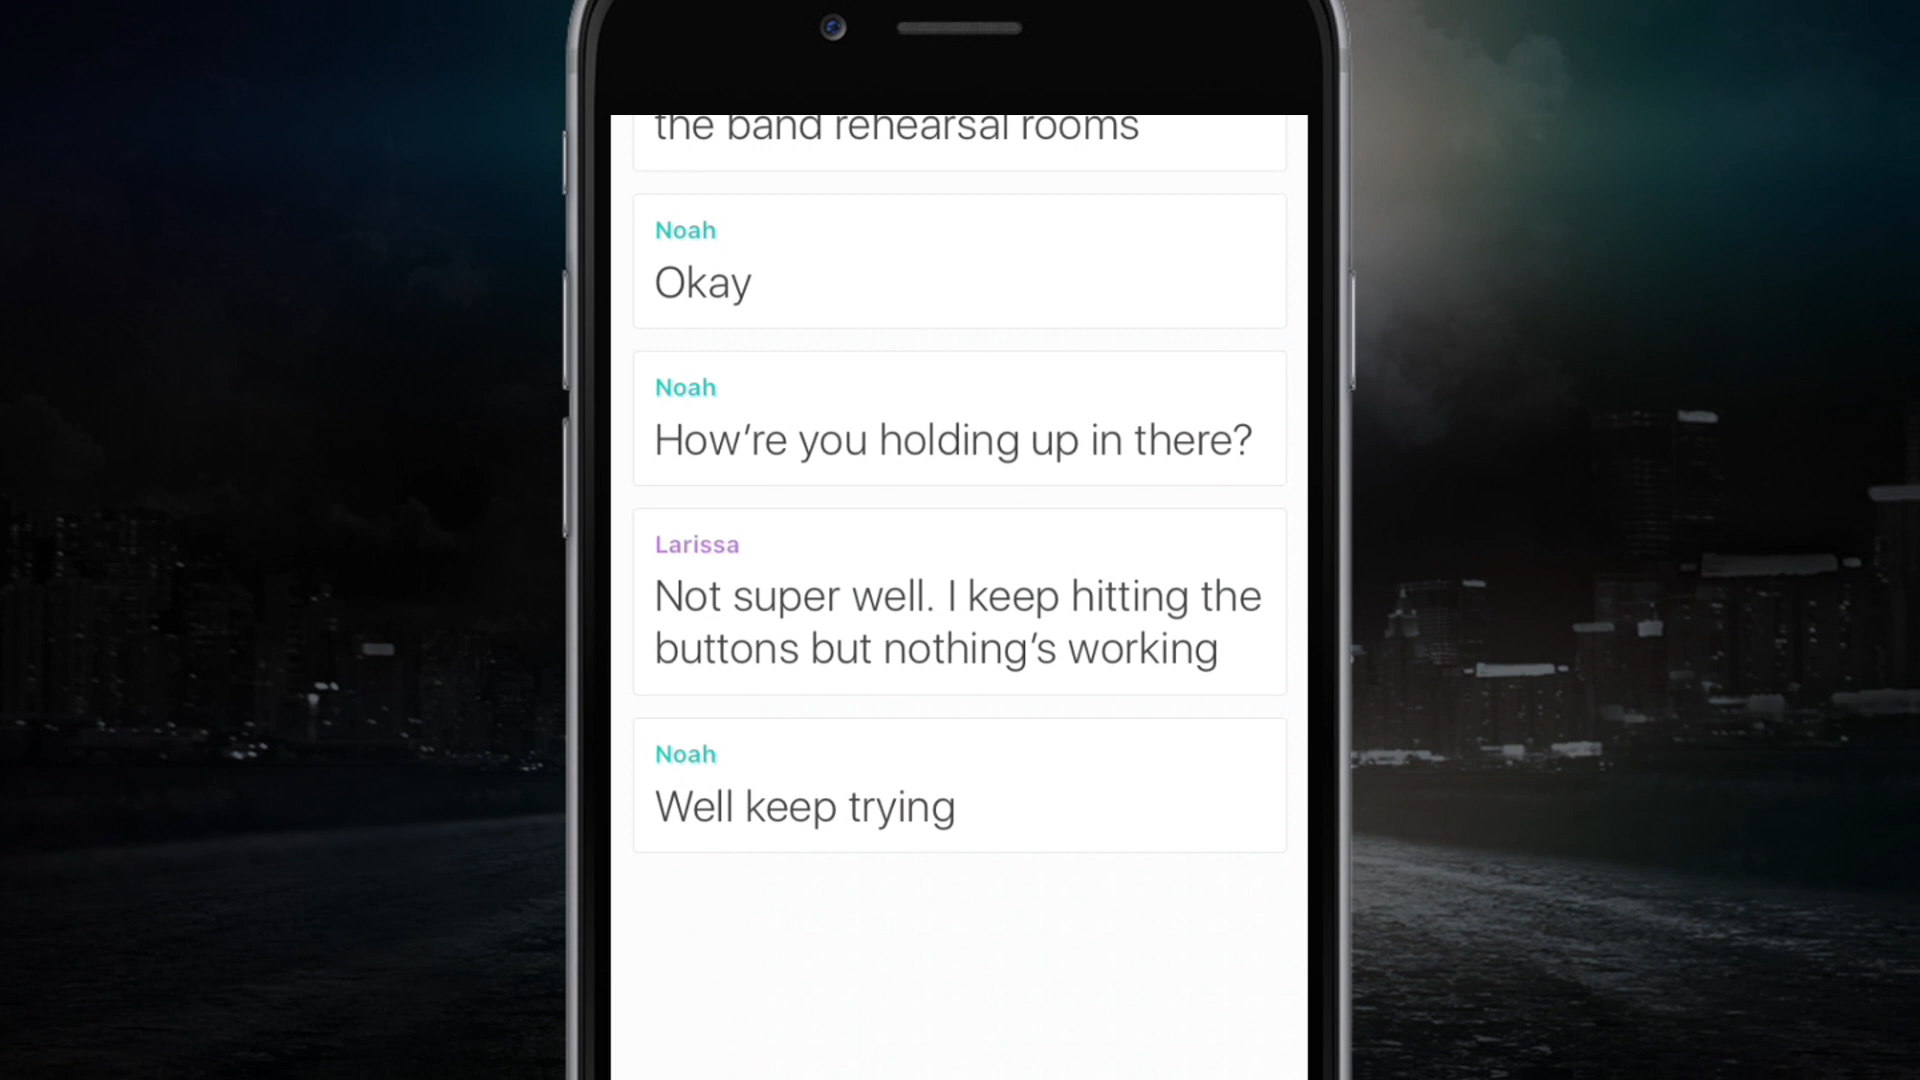 the band rehearsal rooms
Noah
Okay
Noah
How’re you holding up in there?
Larissa
Not super well. I keep hitting the
buttons but nothing’s working
Noah
Well keep trying